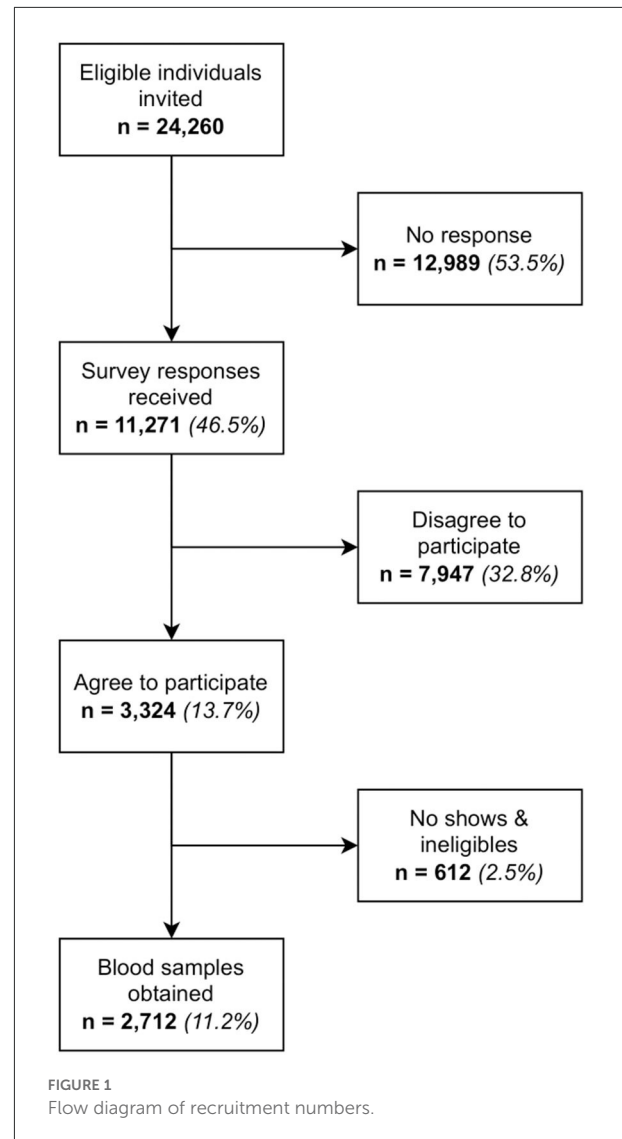 Eligible individuals
invited
n = 24,260
No response
n = 12,989 (53.5%)
Survey responses
received
n = 11,271 (46.5%)
Disagree to
participate
n = 7,947 (32.8%)
Agree to participate
n = 3,324 (13.7%)
No shows &
ineligibles
n = 612 (2.5%)
Blood samples
obtained
n = 2,712 (11.2%)
FIGURE 1
Flow diagram of recruitment numbers.